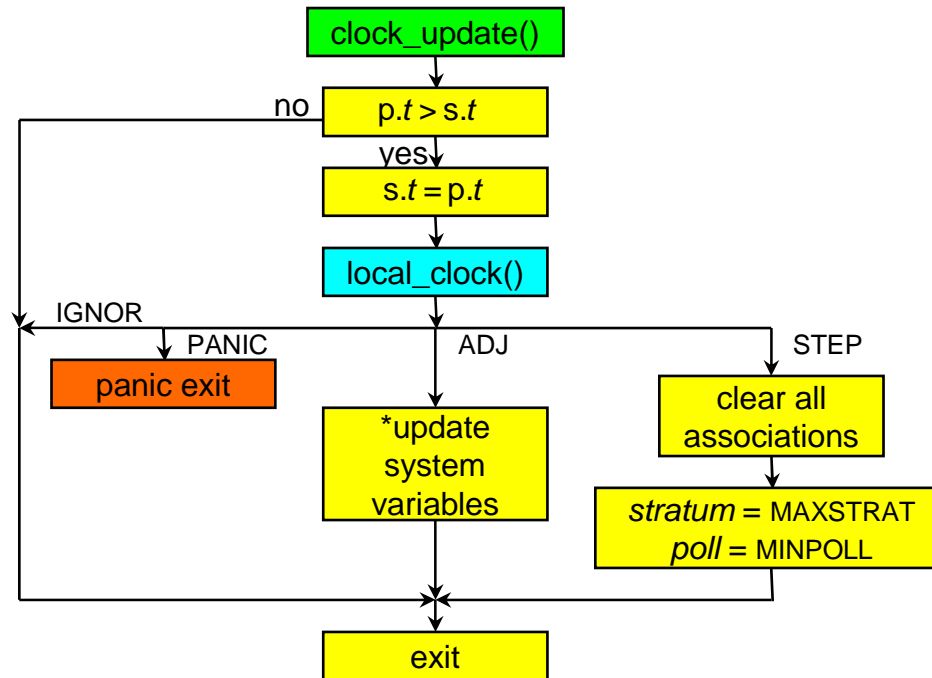 clock_update()
no
p.t > s.t
yes
s.t = p.t
local_clock()
IGNOR
PANIC
ADJ
STEP
panic exit
clear all
associations
*update
system
variables
stratum = MAXSTRAT
poll = MINPOLL
exit